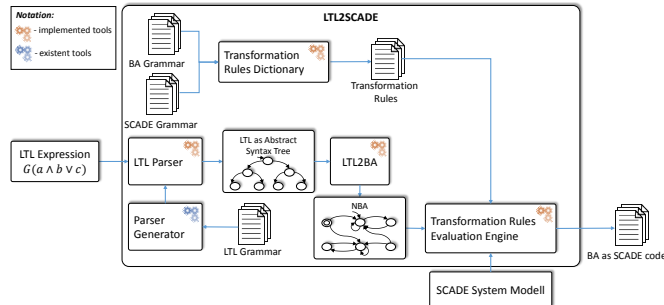 Notation:
- implemented tools
- existent tools
LTL2SCADE
BA Grammar
SCADE Grammar
Transformation
Rules Dictionary
Transformation
Rules
LTL Expression
G(a ∧ b ∨ c)
LTL Parser
LTL as Abstract
Syntax Tree
LTL2BA
Parser
Generator
LTL Grammar
NBA
Transformation Rules
Evaluation Engine
BA as SCADE code
SCADE System Modell